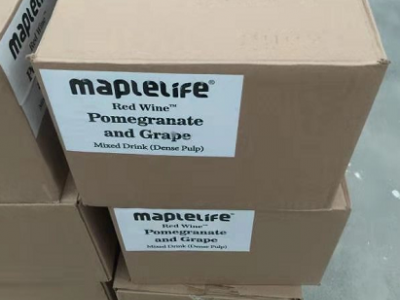 maPLeLiFe®
Red Wine™
Pomegranate
and Grape
Mixed Drink (Dense Pulp)
maPLeLiFe®
Red Wine™
Pomegranate
and Grape
Mixed Drink (Dense Pulp)